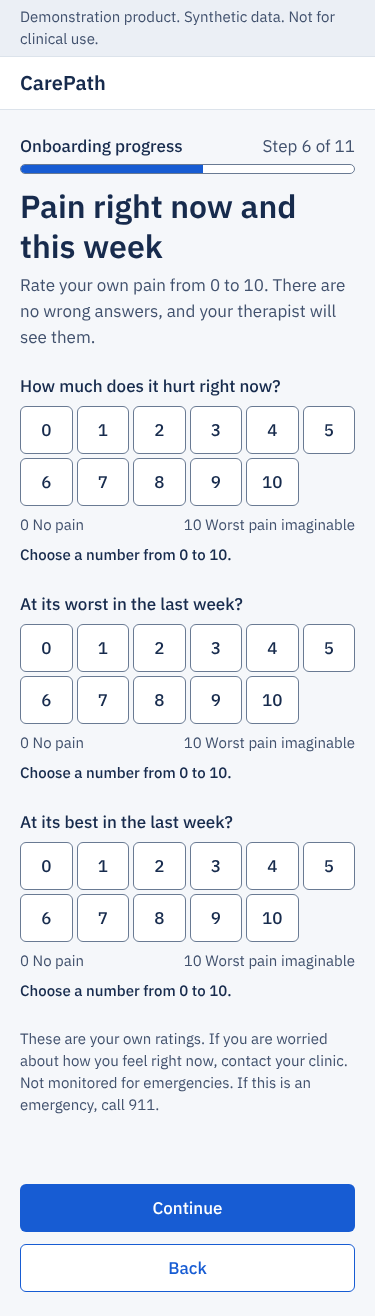 Demonstration product. Synthetic data. Not for
clinical use.
CarePath
Onboarding progress Step 6 of 11
Pain right now and
this week
Rate your own pain from 0 to 10. There are
no wrong answers, and your therapist will
see them.
How much does it hurt right now?
0 1 2 3 4 5
6 7 8 9 10
0 No pain 10 Worst pain imaginable
Choose a number from 0 to 10.
At its worst in the last week?
0 1 2 3 4 5
6 7 8 9 10
0 No pain 10 Worst pain imaginable
Choose a number from 0 to 10.
At its best in the last week?
0 1 2 3 4 5
6 7 8 9 10
0 No pain 10 Worst pain imaginable
Choose a number from 0 to 10.
These are your own ratings. If you are worried
about how you feel right now, contact your clinic.
Not monitored for emergencies. If this is an
emergency, call 911.
Continue
Back